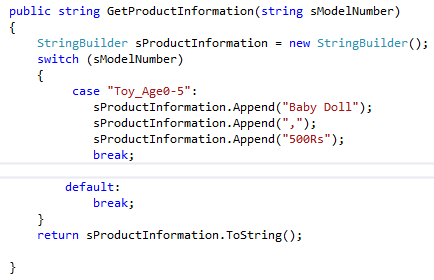 public string GetProductInformation(string sModelNumber)
{
StringBuilder sProductInformation = new StringBuilder();
switch (sModelNumber)
{
case "Toy_Age0-5":
sProductInformation.Append("Baby Doll");
sProductInformation.Append(",");
sProductInformation.Append("500Rs");
break;
default:
break;
}
return sProductInformation.ToString();
}